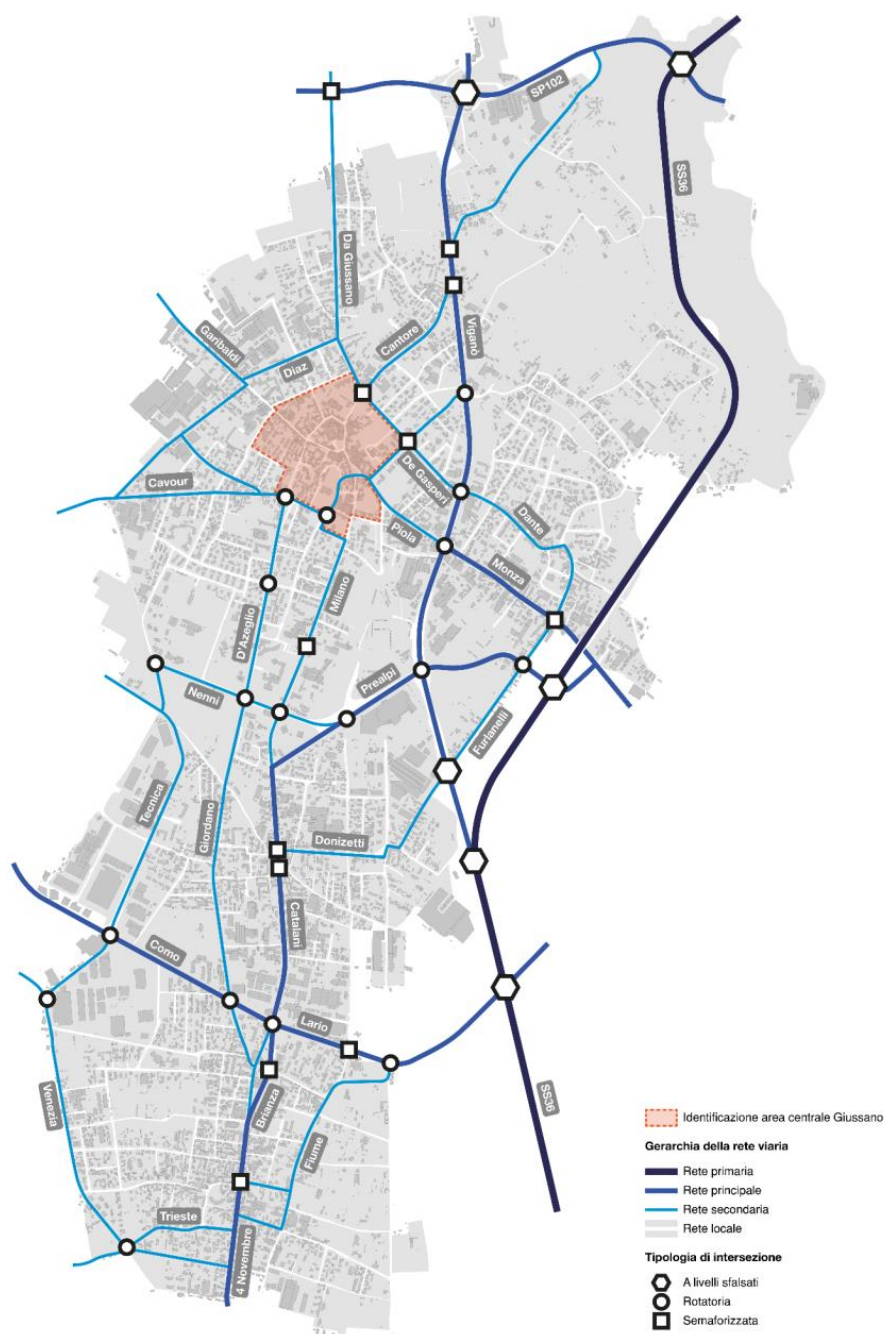 SP102
SS36
Da Giussano
Garibaldi
Cantore
Viganò
Diaz
De Gasperi
Cavour
Piola
Dante
Monza
Milano
D'Azeglio
Prealpi
Nenni
Furlanelli
Tecnica
Giordano
Donizetti
Catalani
Como
Lario
Venezia
Brianza
Fiume
SS36
Trieste
4 Novembre
Identificazione area centrale Giussano
Gerarchia della rete viaria
Rete primaria
Rete principale
Rete secondaria
Rete locale
Tipologia di intersezione
A livelli sfalsati
Rotatoria
Semaforizzata